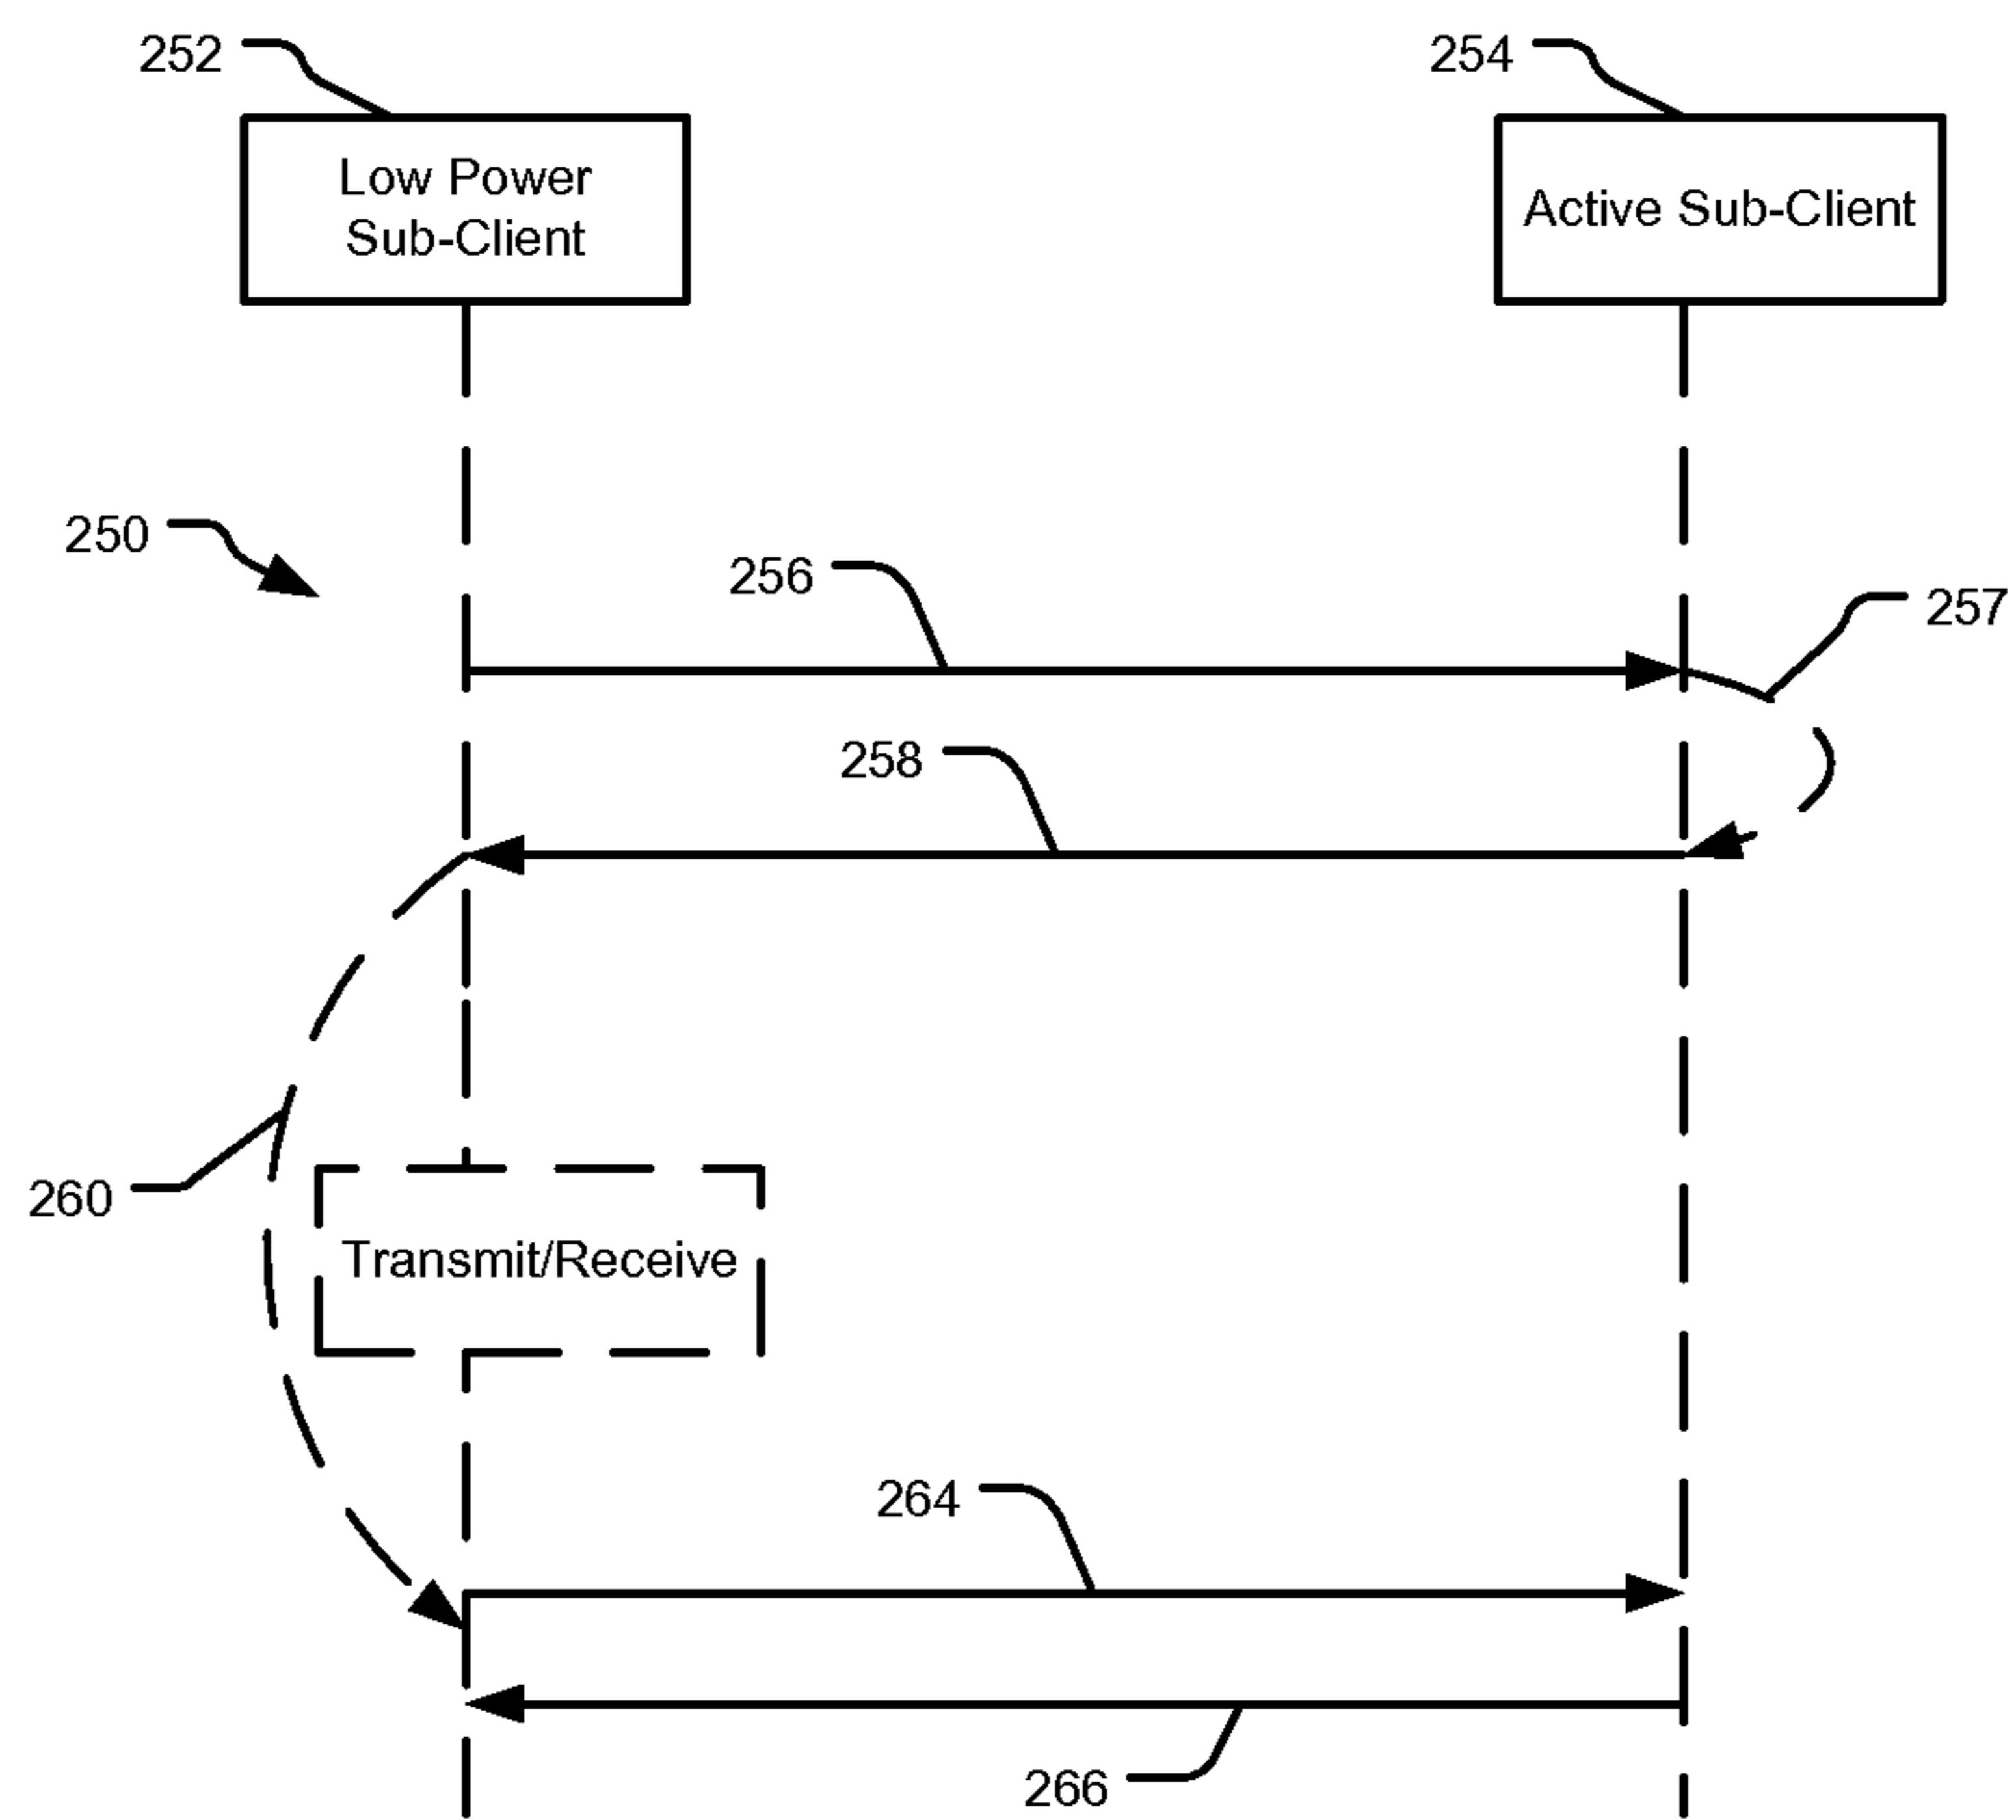 252
254
Low Power
Sub-Client
Active Sub-Client
250
256
257
258
260
Transmit/Receive
264
266